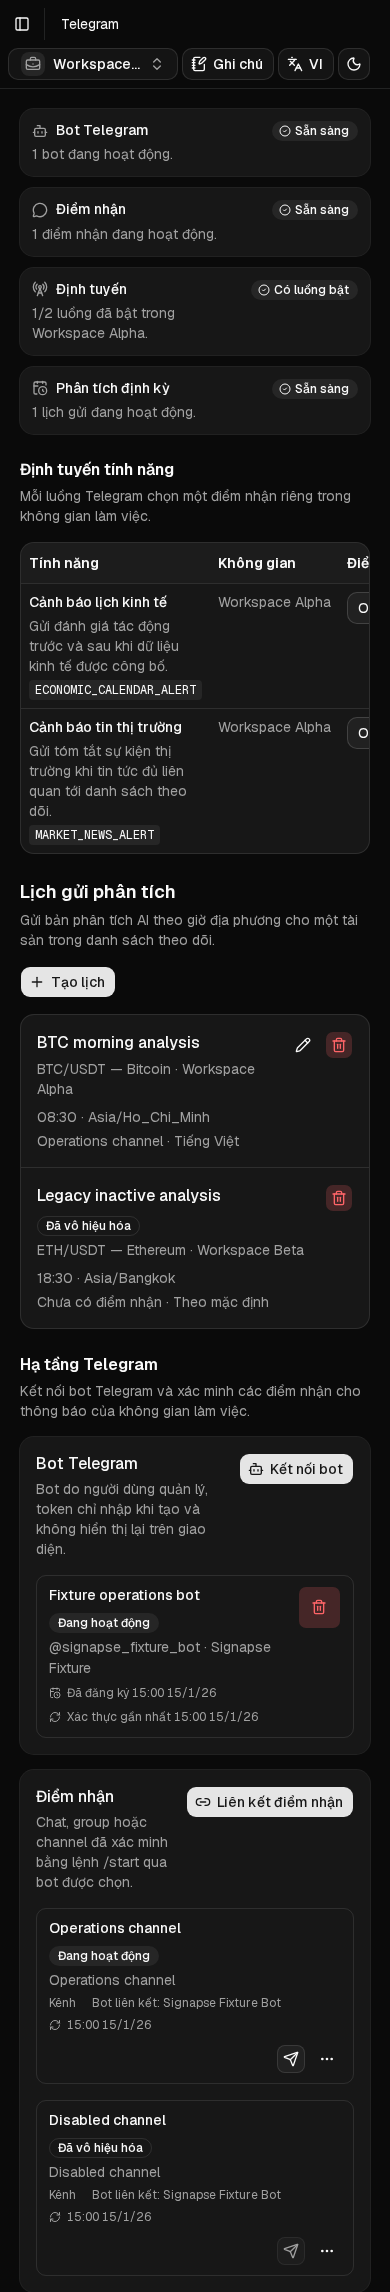 Telegram
Workspace...
Ghi chú
VI
Bot Telegram
Sẵn sàng
1 bot đang hoạt động.
Điểm nhận
Sẵn sàng
1 điểm nhận đang hoạt động.
Định tuyến
Có luồng bật
1/2 luồng đã bật trong
Workspace Alpha.
Phân tích định kỳ
Sẵn sàng
1 lịch gửi đang hoạt động.
Định tuyến tính năng
Mỗi luồng Telegram chọn một điểm nhận riêng trong
không gian làm việc.
Tính năng
Không gian
Điể
Cảnh báo lịch kinh tế
Workspace Alpha
O
Gửi đánh giá tác động
trước và sau khi dữ liệu
kinh tế được công bố.
ECONOMIC_CALENDAR_ALERT
Cảnh báo tin thị trường
Workspace Alpha
O
Gửi tóm tắt sự kiện thị
trường khi tin tức đủ liên
quan tới danh sách theo
dõi.
MARKET_NEWS_ALERT
Lịch gửi phân tích
Gửi bản phân tích AI theo giờ địa phương cho một tài
sản trong danh sách theo dõi.
Tạo lịch
BTC morning analysis
BTC/USDT — Bitcoin · Workspace
Alpha
08:30 · Asia/Ho_Chi_Minh
Operations channel · Tiếng Việt
Legacy inactive analysis
Đã vô hiệu hóa
ETH/USDT — Ethereum · Workspace Beta
18:30 · Asia/Bangkok
Chưa có điểm nhận · Theo mặc định
Hạ tầng Telegram
Kết nối bot Telegram và xác minh các điểm nhận cho
thông báo của không gian làm việc.
Bot Telegram
Kết nối bot
Bot do người dùng quản lý,
token chỉ nhập khi tạo và
không hiển thị lại trên giao
diện.
Fixture operations bot
Đang hoạt động
@signapse_fixture_bot · Signapse
Fixture
Đã đăng ký 15:00 15/1/26
Xác thực gần nhất 15:00 15/1/26
Điểm nhận
Liên kết điểm nhận
Chat, group hoặc
channel đã xác minh
bằng lệnh /start qua
bot được chọn.
Operations channel
Đang hoạt động
Operations channel
Kênh
Bot liên kết: Signapse Fixture Bot
15:00 15/1/26
Disabled channel
Đã vô hiệu hóa
Disabled channel
Kênh
Bot liên kết: Signapse Fixture Bot
15:00 15/1/26